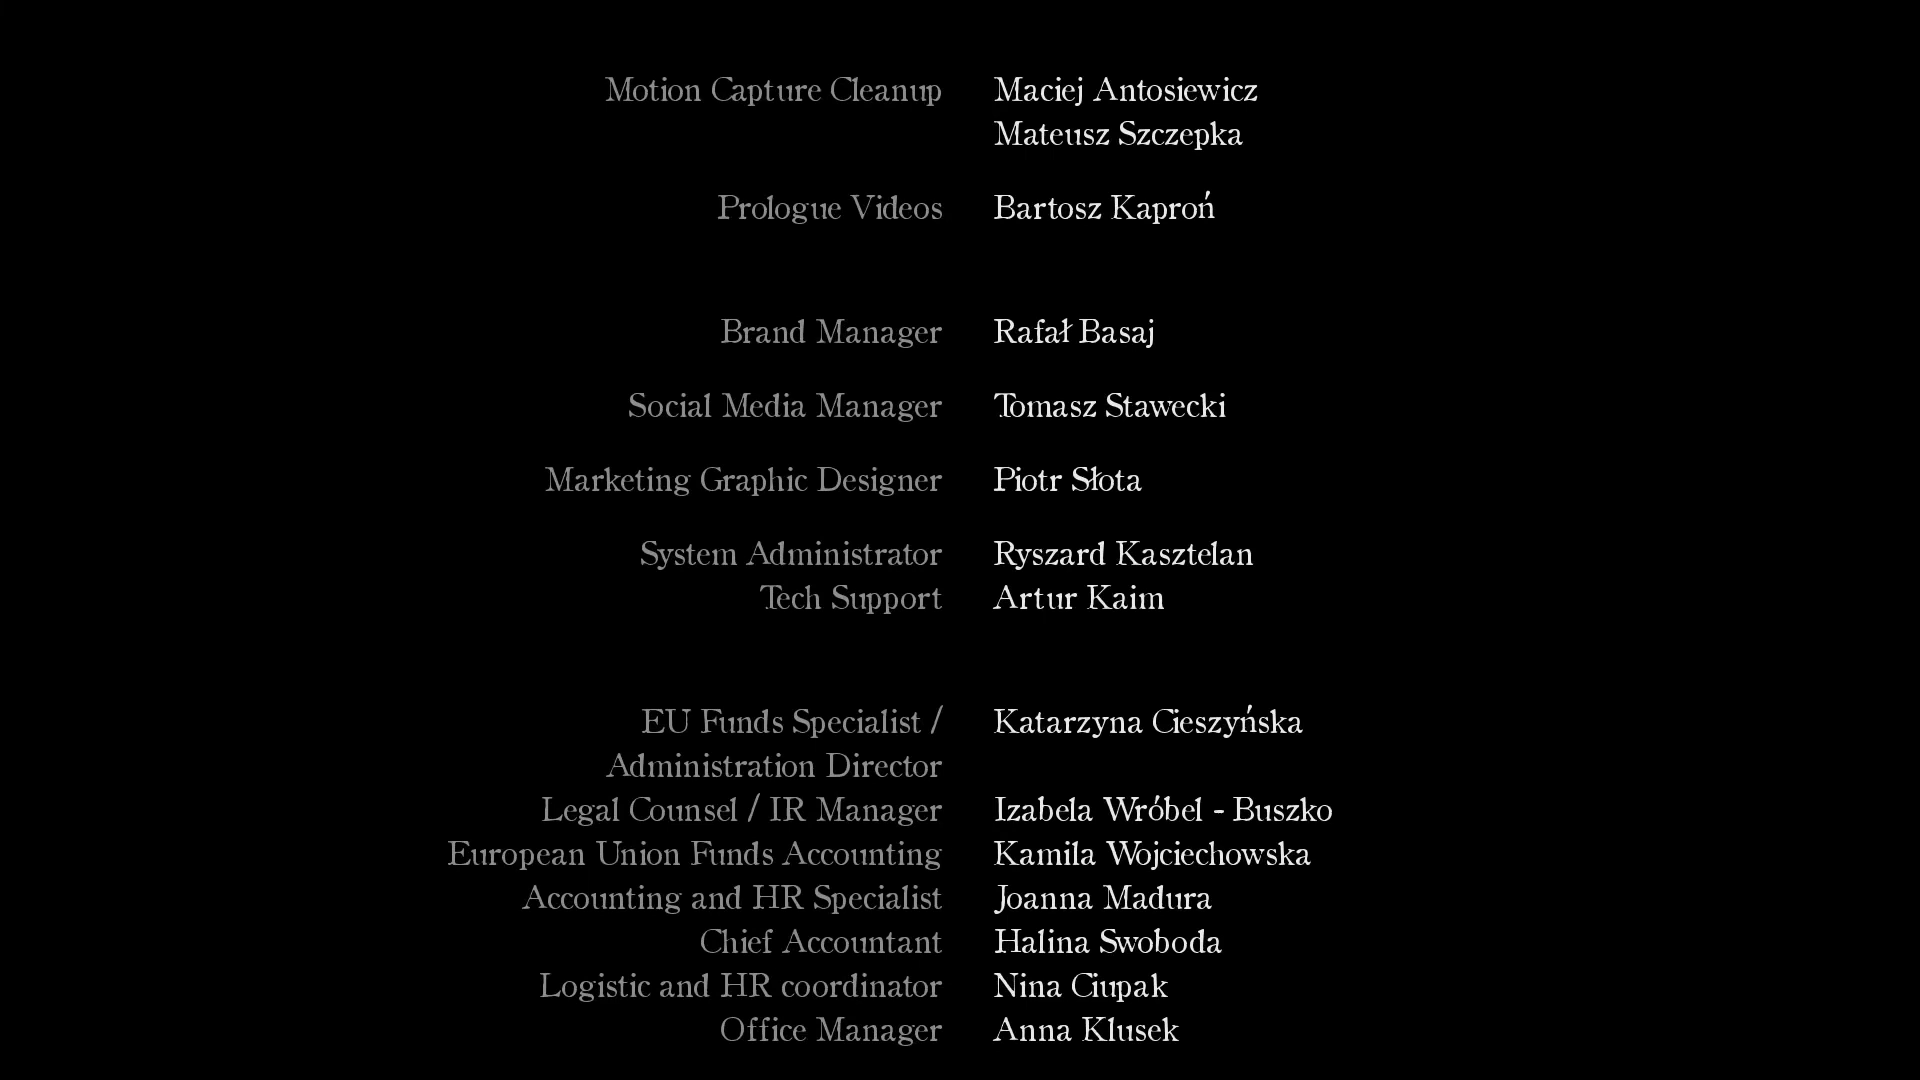 Motion Capture Cleanup Maciej Antosiewicz
Mateusz Szczepka
Prologue Videos Bartosz Kaproń
Brand Manager Rafał Basaj
Social Media Manager Tomasz Stawecki
Marketing Graphic Designer Piotr Słota
System Administrator Ryszard Kasztelan
Tech Support Artur Kaim
EU Funds Specialist / Katarzyna Cieszyńska
Administration Director
Legal Counsel / IR Manager Izabela Wróbel - Buszko
European Union Funds Accounting Kamila Wojciechowska
Accounting and HR Specialist Joanna Madura
Chief Accountant Halina Swoboda
Logistic and HR coordinator Nina Ciupak
Office Manager Anna Klusek